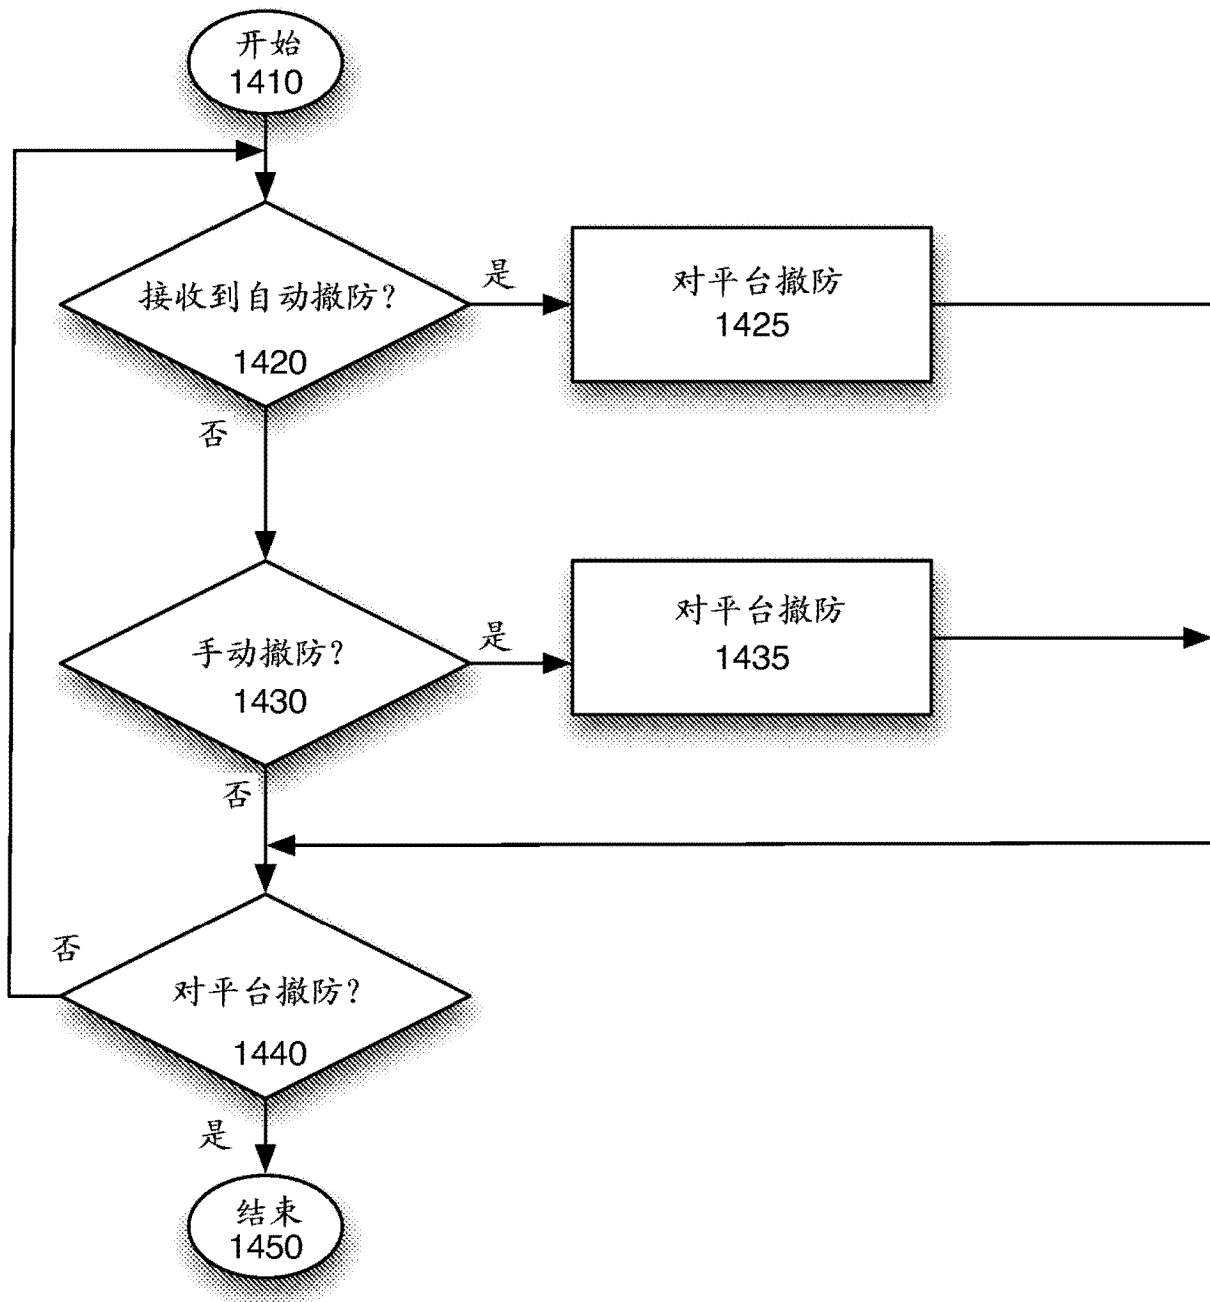 开始
1410
接收到自动撤防?
1420
是
对平台撤防
1425
否
手动撤防?
1430
是
对平台撤防
1435
否
对平台撤防?
1440
否
是
结束
1450